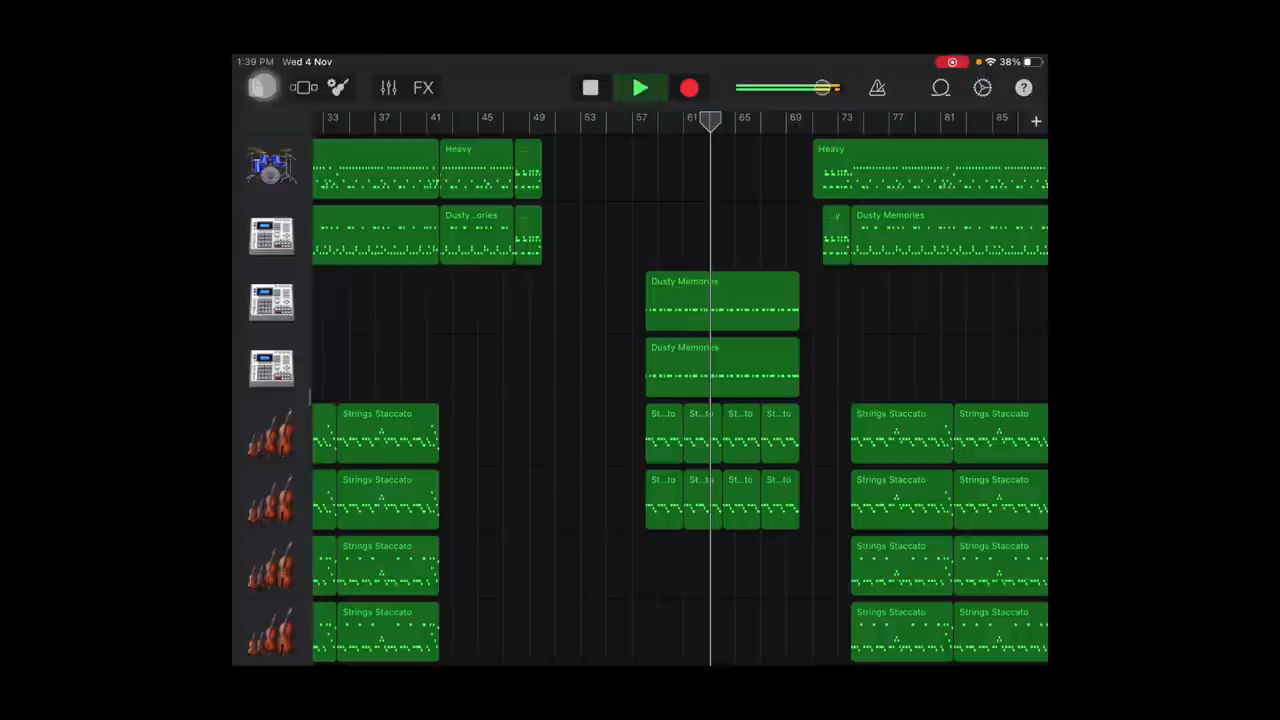 1:39 PM Wed 4 Nov 38%
FX ?
33 37 41 45 49 53 57 61 65 69 73 77 81 85 +
Heavy ... Heavy
Dusty...ories ... ...y Dusty Memories
Dusty Memories
Dusty Memories
Strings Staccato St...to St...to St...to St...to Strings Staccato Strings Staccato
Strings Staccato St...to St...to St...to St...to Strings Staccato Strings Staccato
Strings Staccato Strings Staccato Strings Staccato
Strings Staccato Strings Staccato Strings Staccato